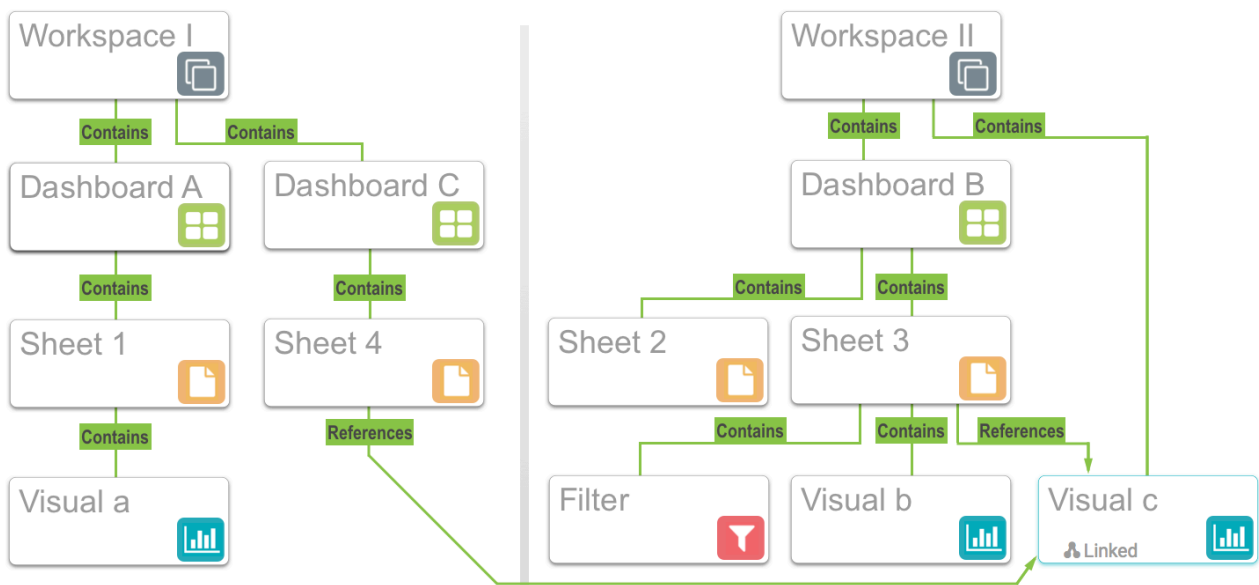 Workspace I
Workspace II
Contains
Contains
Contains
Contains
Dashboard A
Dashboard C
Dashboard B
Contains
Contains
Contains
Contains
Sheet 1
Sheet 4
Sheet 2
Sheet 3
Contains
References
Contains
Contains
References
Visual a
Filter
Visual b
Visual c
Linked